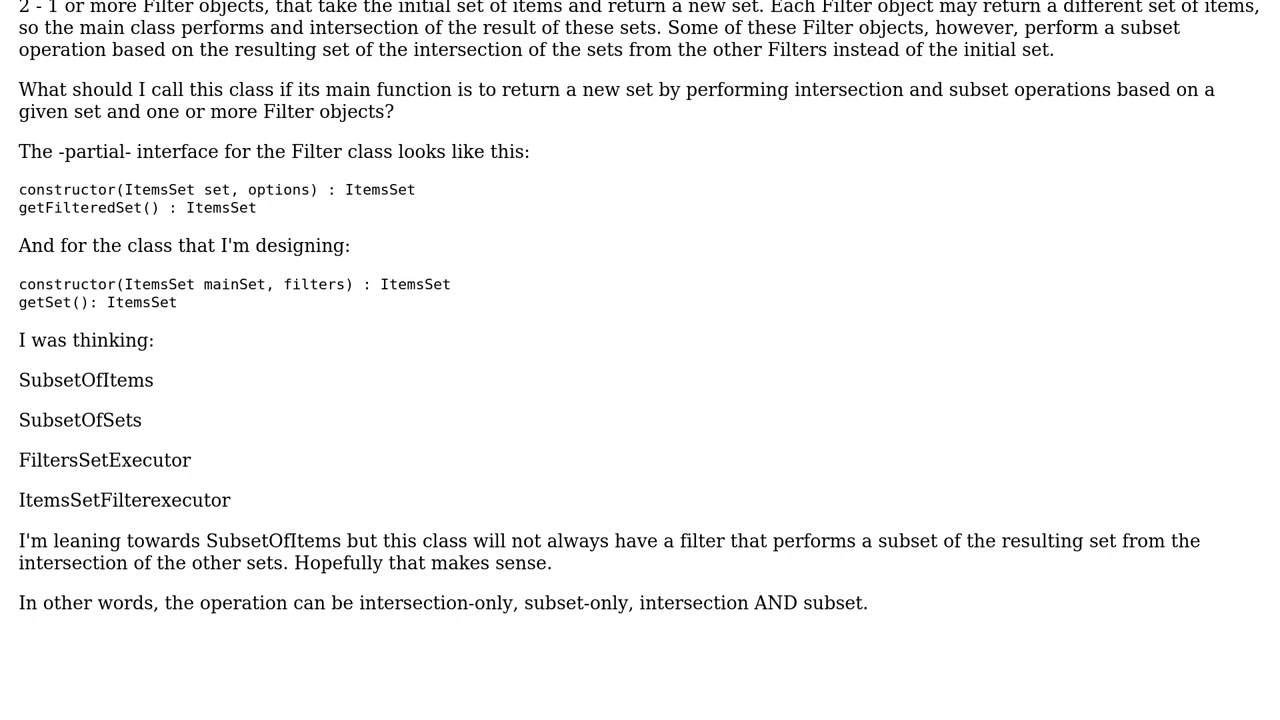 2 - 1 or more Filter objects, that take the initial set of items and return a new set. Each Filter object may return a different set of items,
so the main class performs and intersection of the result of these sets. Some of these Filter objects, however, perform a subset
operation based on the resulting set of the intersection of the sets from the other Filters instead of the initial set.
What should I call this class if its main function is to return a new set by performing intersection and subset operations based on a
given set and one or more Filter objects?
The -partial- interface for the Filter class looks like this:
constructor(ItemsSet set, options) : ItemsSet
getFilteredSet() : ItemsSet
And for the class that I'm designing:
constructor(ItemsSet mainSet, filters) : ItemsSet
getSet(): ItemsSet
I was thinking:
SubsetOfItems
SubsetOfSets
FiltersSetExecutor
ItemsSetFilterexecutor
I'm leaning towards SubsetOfItems but this class will not always have a filter that performs a subset of the resulting set from the
intersection of the other sets. Hopefully that makes sense.
In other words, the operation can be intersection-only, subset-only, intersection AND subset.